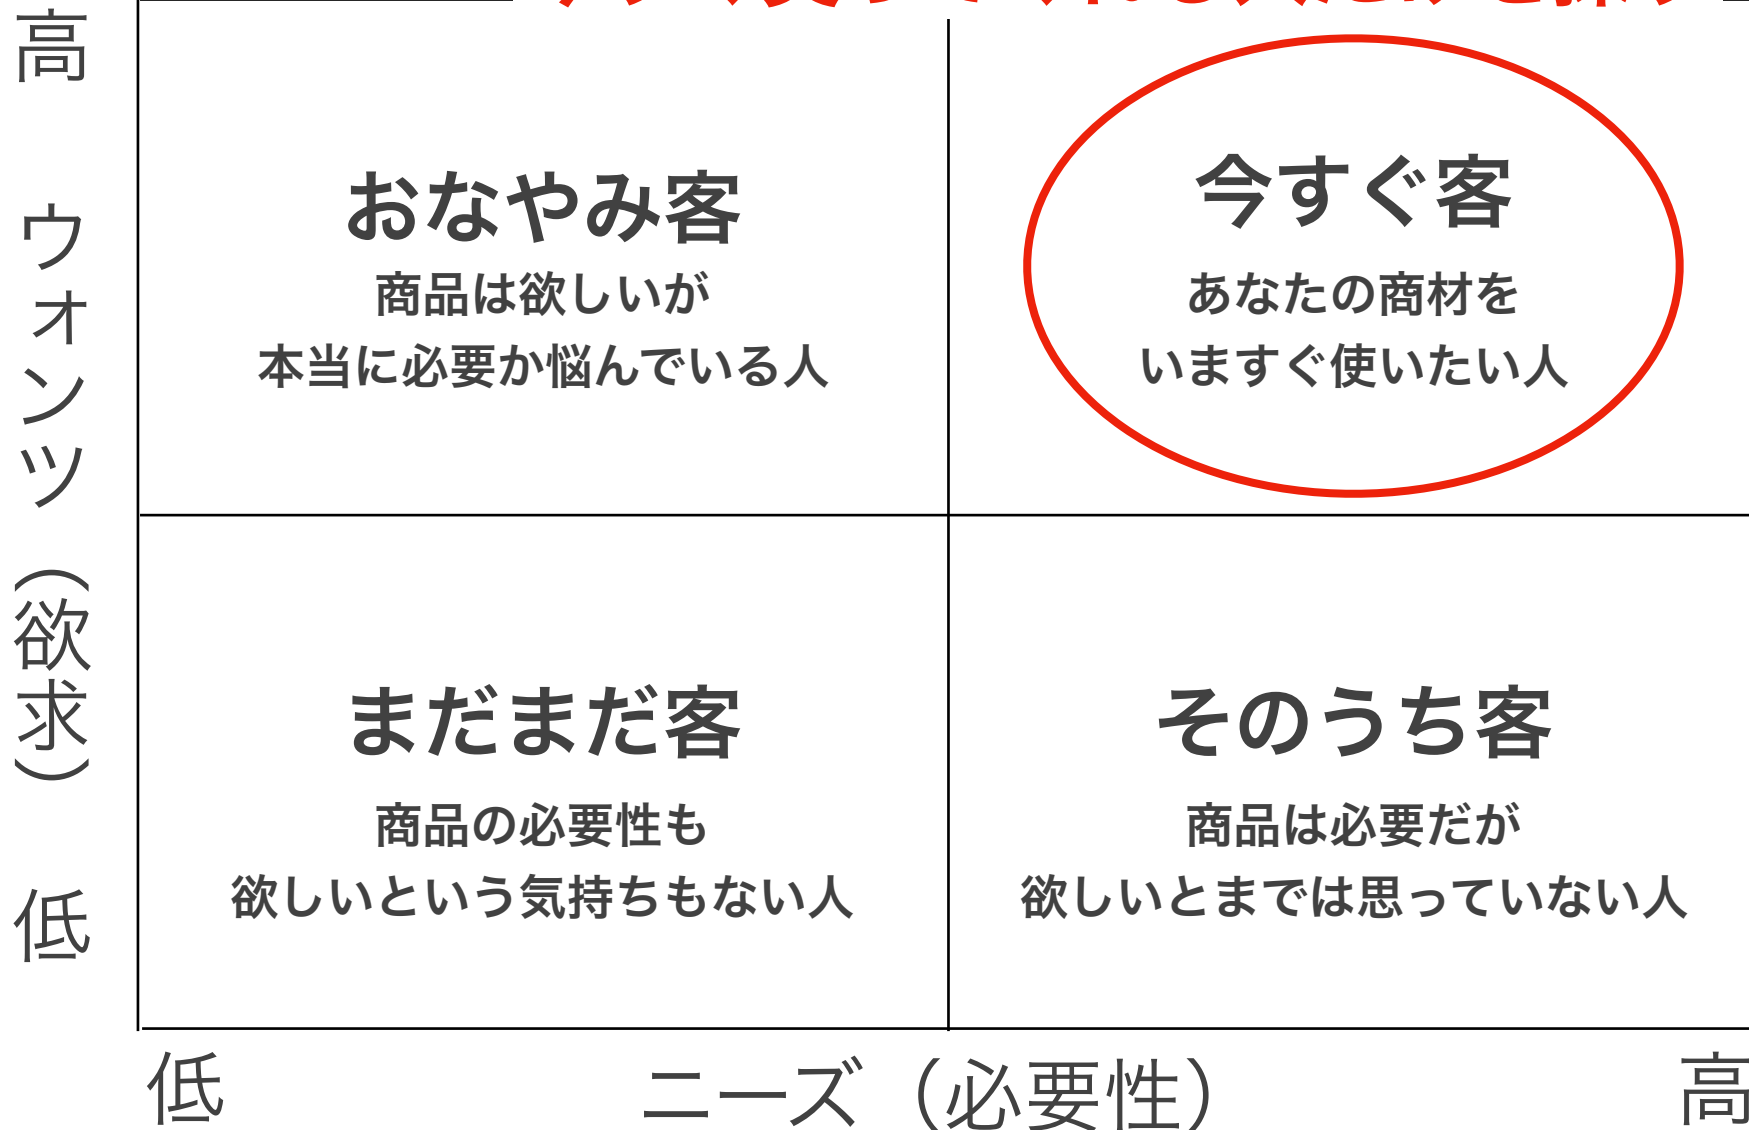 高
ウォンツ（欲求）
低
おなやみ客
商品は欲しいが
本当に必要か悩んでいる人
今すぐ客
あなたの商材を
いますぐ使いたい人
まだまだ客
商品の必要性も
欲しいという気持ちもない人
そのうち客
商品は必要だが
欲しいとまでは思っていない人
低
ニーズ（必要性）
高